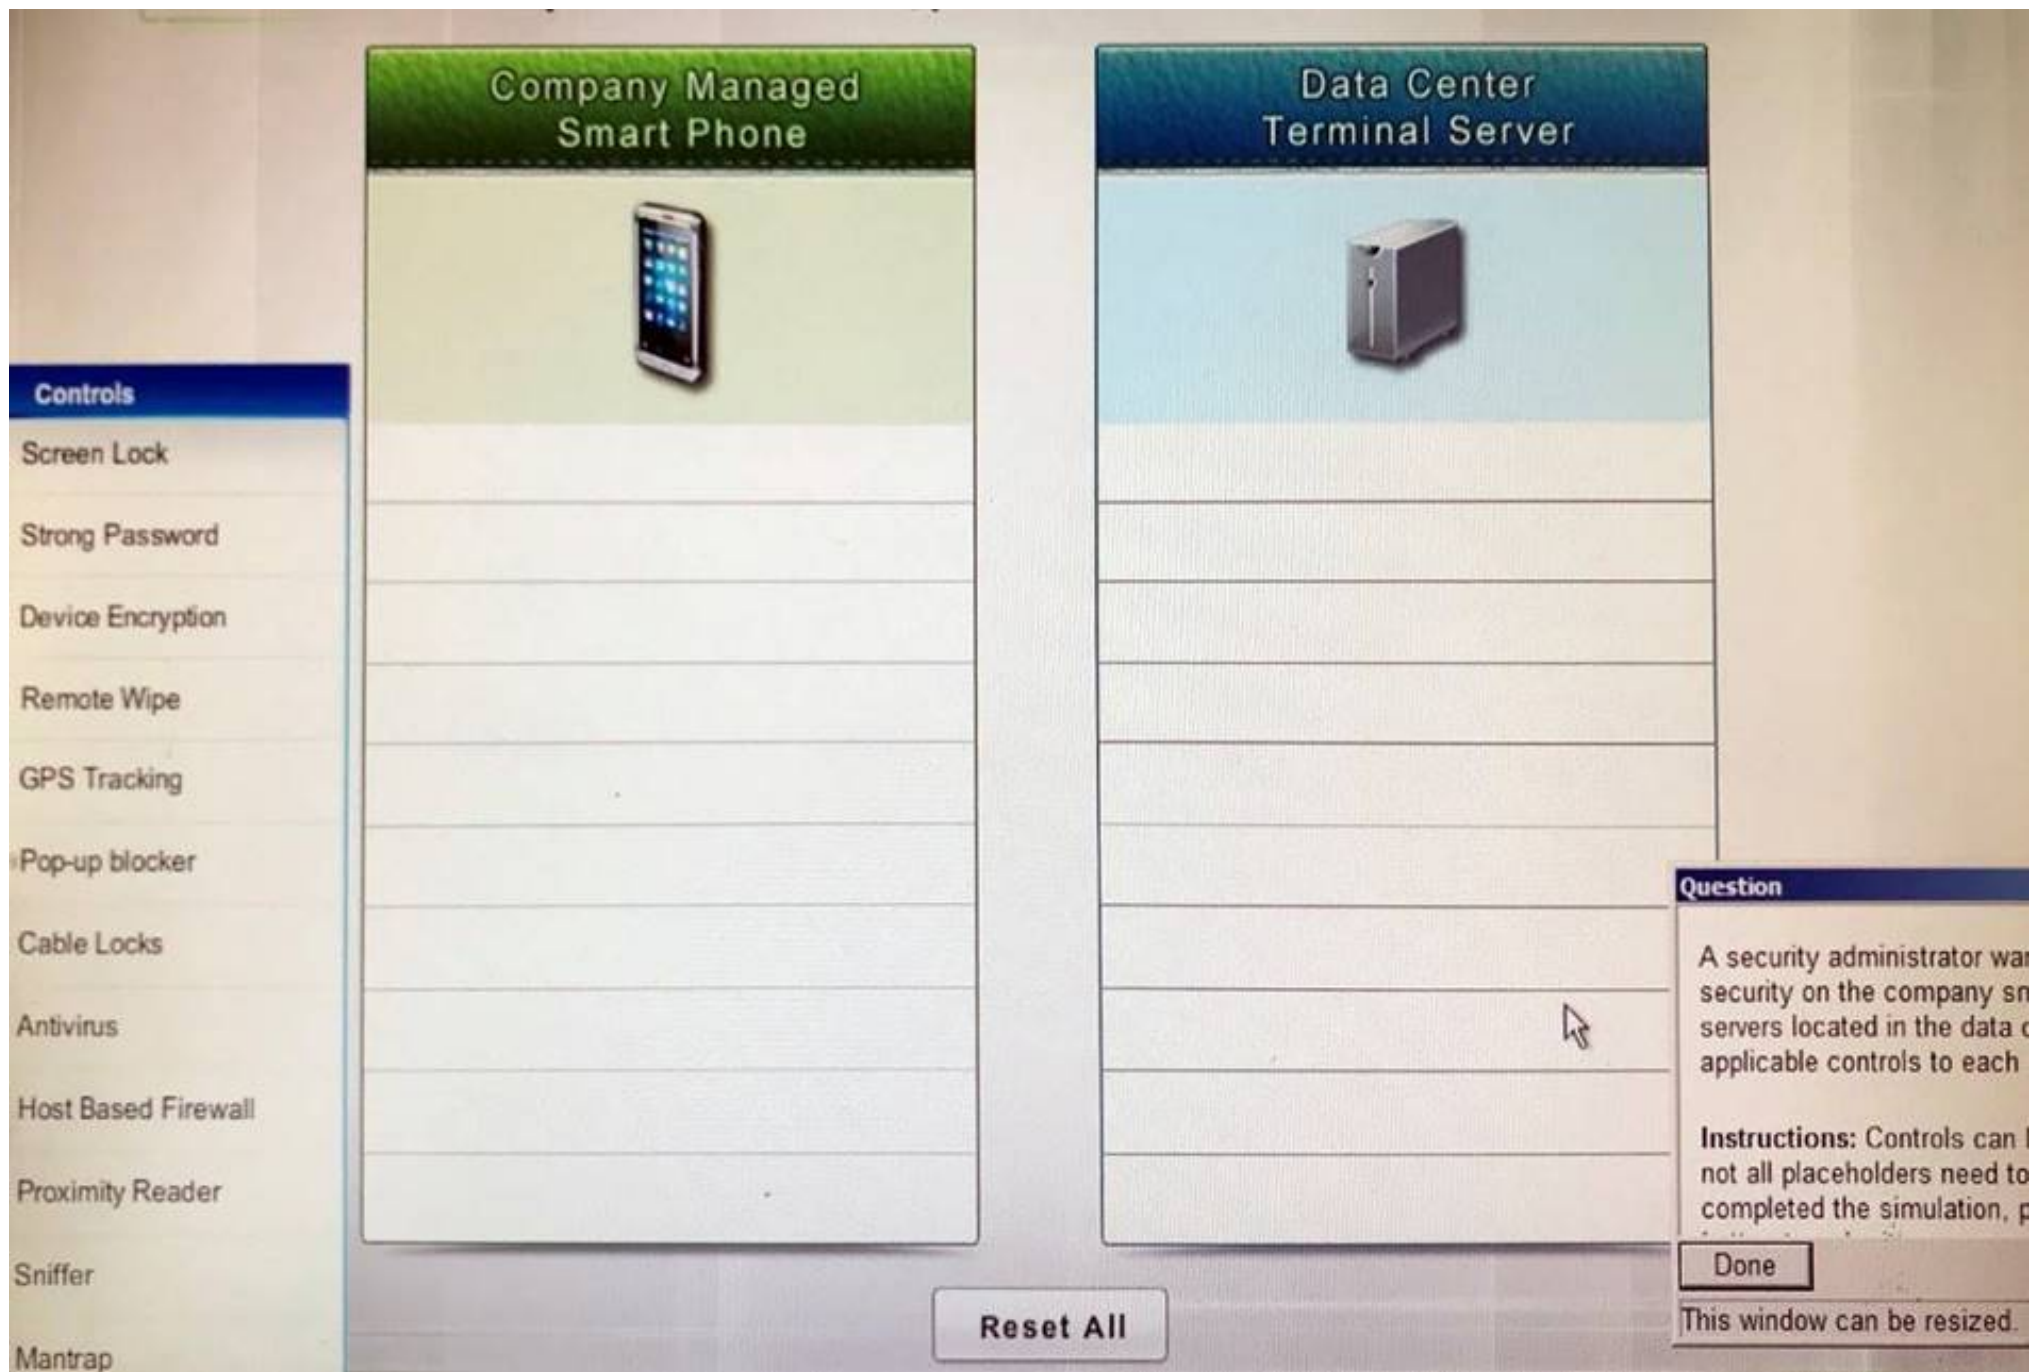 Company Managed
Smart Phone
Data Center
Terminal Server
Controls
Screen Lock
Strong Password
Device Encryption
Remote Wipe
GPS Tracking
Pop-up blocker
Cable Locks
Antivirus
Host Based Firewall
Proximity Reader
Sniffer
Mantrap
Question
A security administrator
security on the company
servers located in the data
applicable controls to each
Instructions: Controls can
not all placeholders need to
completed the simulation,
Done
This window can be resized.
Reset All